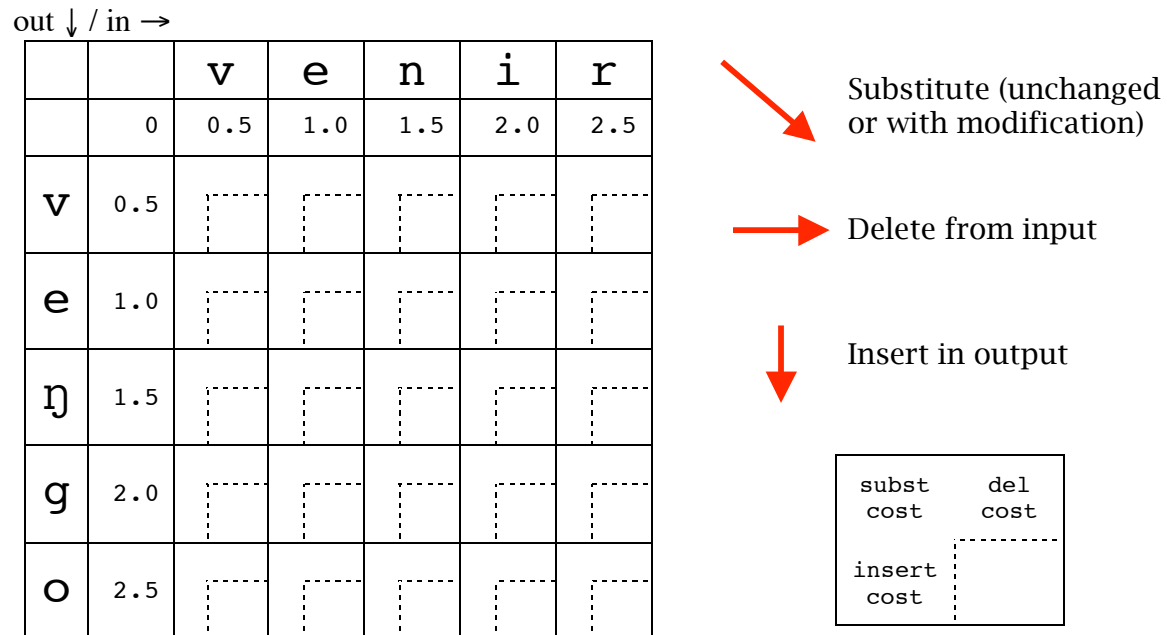 out ↓ / in →
v e n i r
0 0.5 1.0 1.5 2.0 2.5
v 0.5
e 1.0
ŋ 1.5
g 2.0
o 2.5
Substitute (unchanged
or with modification)
Delete from input
Insert in output
subst del
cost cost
insert
cost